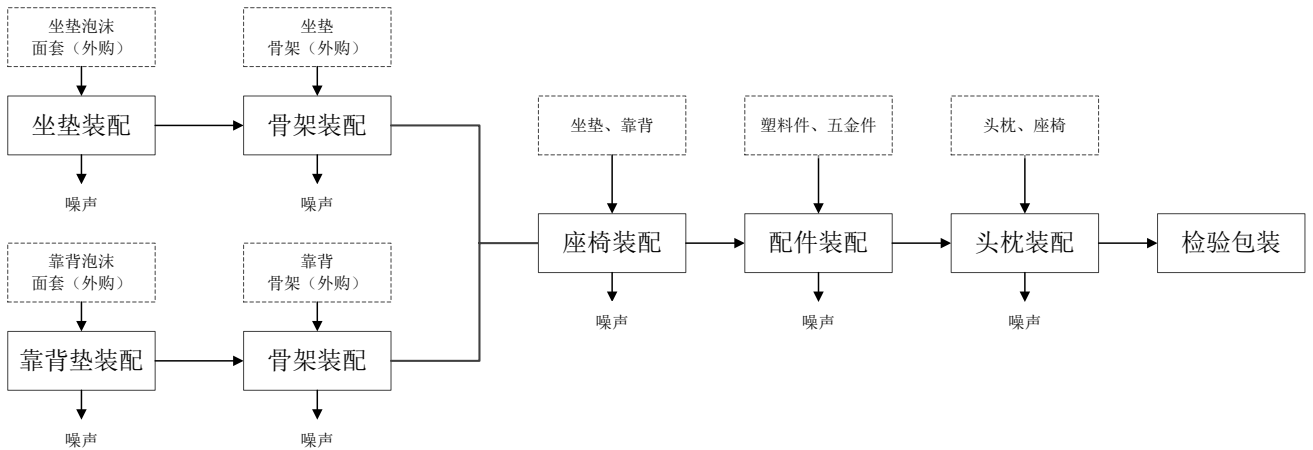 坐垫泡沫
面套（外购）
坐垫
骨架（外购）
坐垫、靠背
塑料件、五金件
头枕、座椅
坐垫装配
骨架装配
噪声
噪声
座椅装配
配件装配
头枕装配
检验包装
靠背泡沫
面套（外购）
靠背
骨架（外购）
噪声
噪声
噪声
靠背垫装配
骨架装配
噪声
噪声